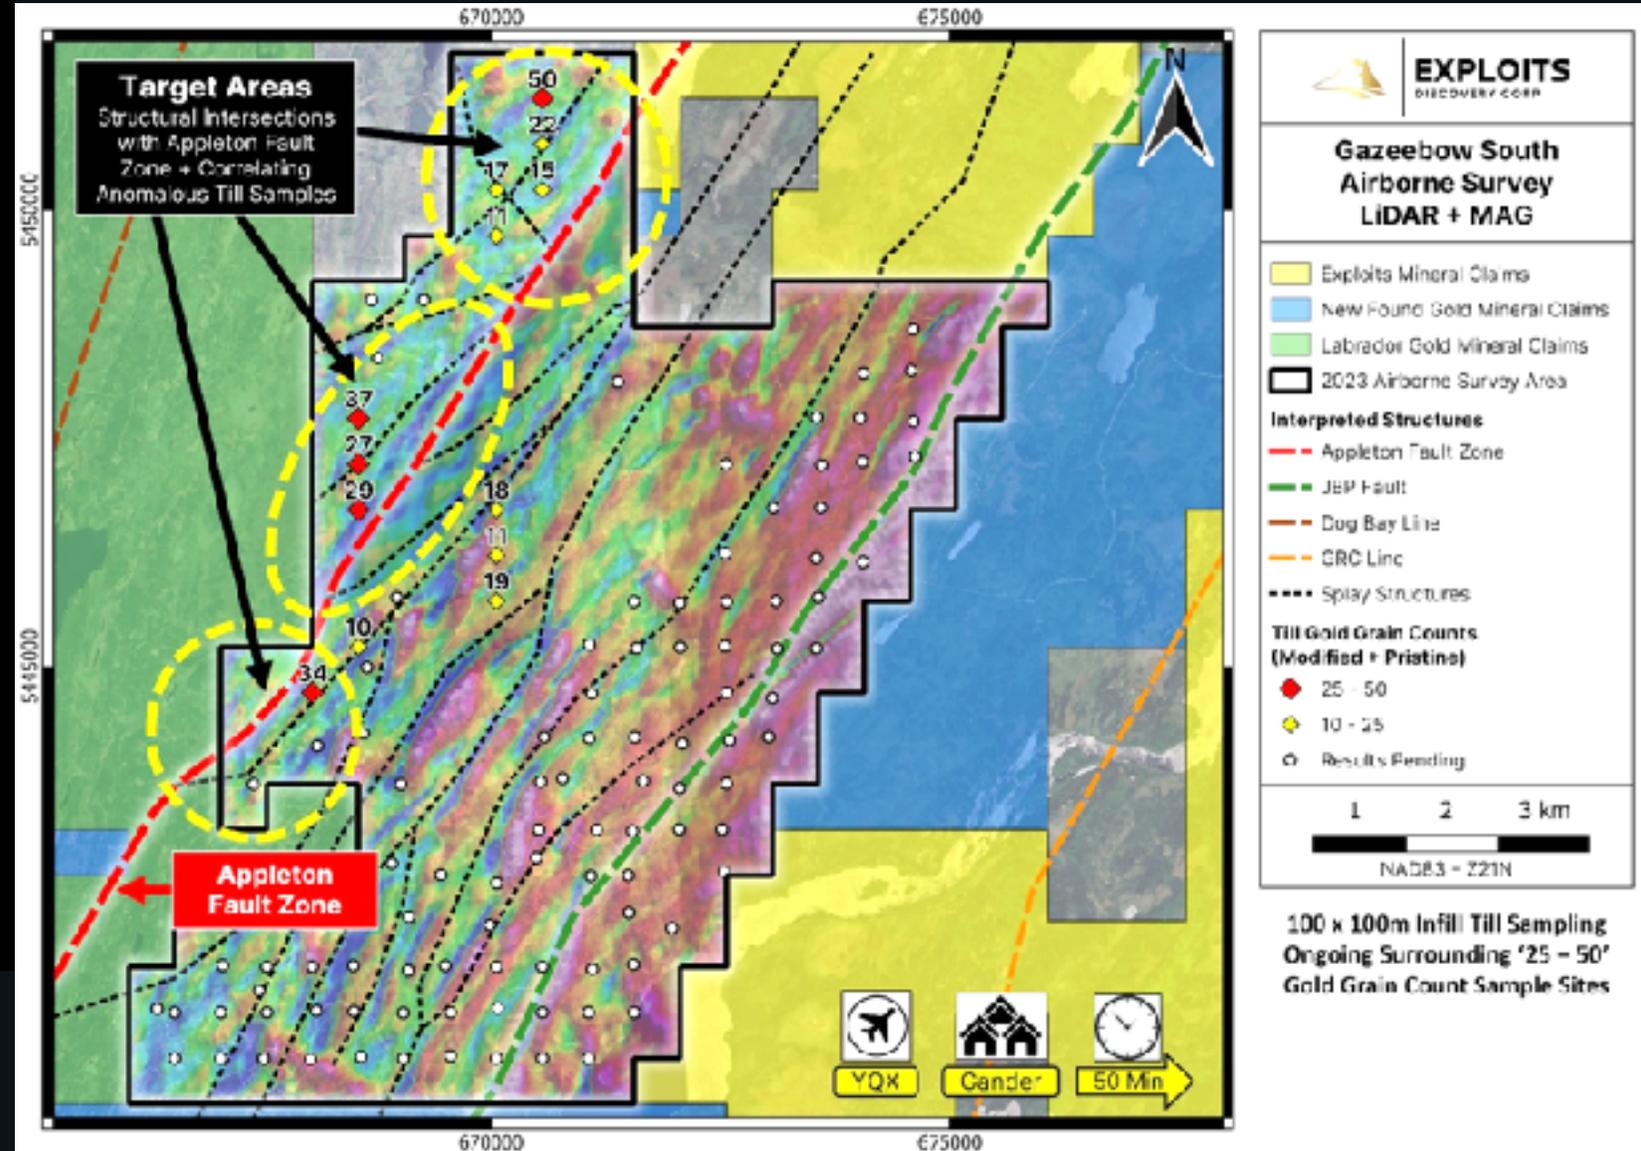 670000
675000
Target Areas
Structural Intersections
with Appleton Fault
Zone + Correlating
Anomalous Till Samples
N
5450000
5445000
50
22
17
15
11
37
27
29
18
11
19
10
34
Appleton
Fault Zone
YQX
Gander
50 Min
670000
675000
EXPLOITS
DISCOVERY CORP
Gazeebow South
Airborne Survey
LiDAR + MAG
Exploits Mineral Claims
New Found Gold Mineral Claims
Labrador Gold Mineral Claims
2023 Airborne Survey Area
Interpreted Structures
Appleton Fault Zone
JBP Fault
Dog Bay Line
GRC Line
Splay Structures
Till Gold Grain Counts
(Modified + Pristine)
25 - 50
10 - 25
Results Pending
1 2 3 km
NAD83 - Z21N
100 x 100m Infill Till Sampling
Ongoing Surrounding '25 – 50'
Gold Grain Count Sample Sites